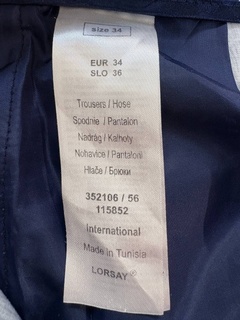 size 34
EUR 34
SLO 36
Trousers / Hose
Spodnie / Pantalon
Nadrág / Kalhoty
Nohavice / Pantaloni
Hlače / Брюки
352106 / 56
115852
International
Made in Tunisia
LORSAY®